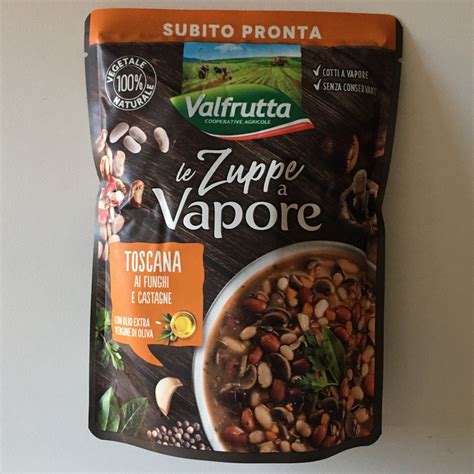 SUBITO PRONTA
VEGETALE
100%
NATURALE
✓ COTTI A VAPORE
✓ SENZA CONSERVANTI
Valfrutta
COOPERATIVE AGRICOLE
le Zuppe
a
Vapore
TOSCANA
AI FUNGHI
E CASTAGNE
CON OLIO EXTRA
VERGINE DI OLIVA